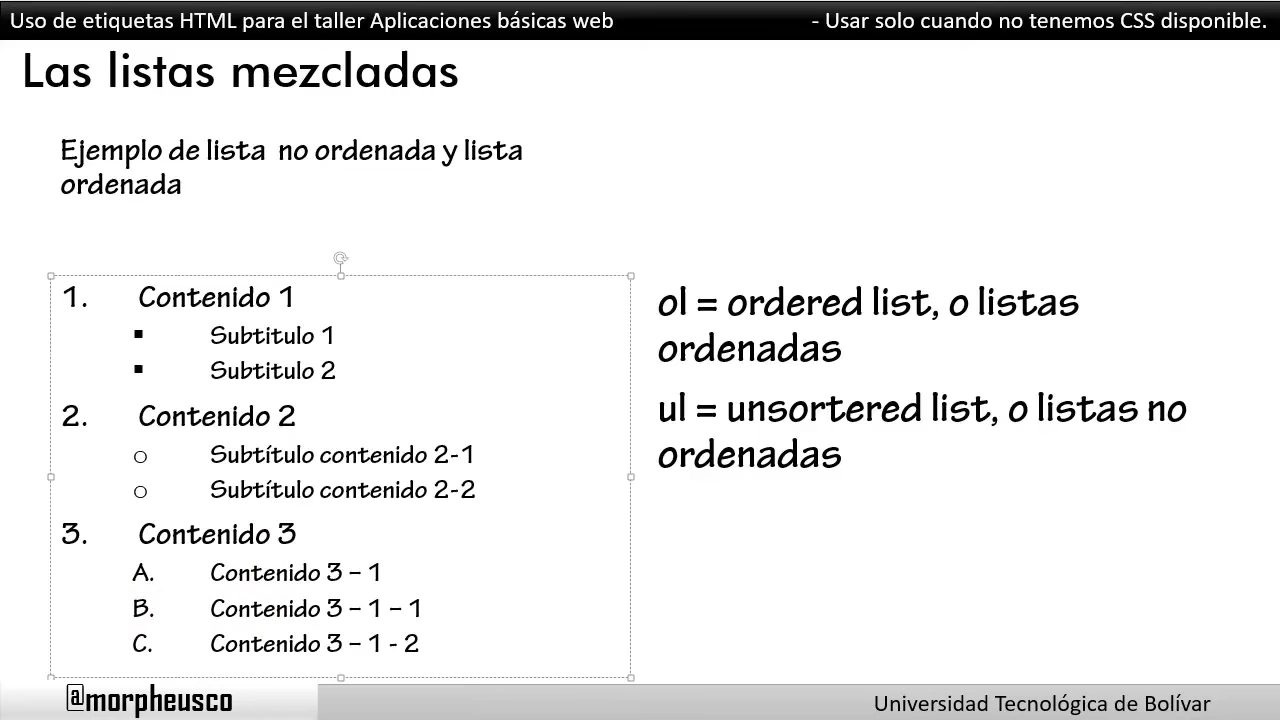 Uso de etiquetas HTML para el taller Aplicaciones básicas web
- Usar solo cuando no tenemos CSS disponible.
Las listas mezcladas
Ejemplo de lista no ordenada y lista
ordenada
1. Contenido 1
▪ Subtitulo 1
▪ Subtitulo 2
2. Contenido 2
o Subtítulo contenido 2-1
o Subtítulo contenido 2-2
3. Contenido 3
A. Contenido 3 – 1
B. Contenido 3 – 1 – 1
C. Contenido 3 – 1 - 2
ol = ordered list, o listas
ordenadas
ul = unsortered list, o listas no
ordenadas
@morpheusco
Universidad Tecnológica de Bolívar